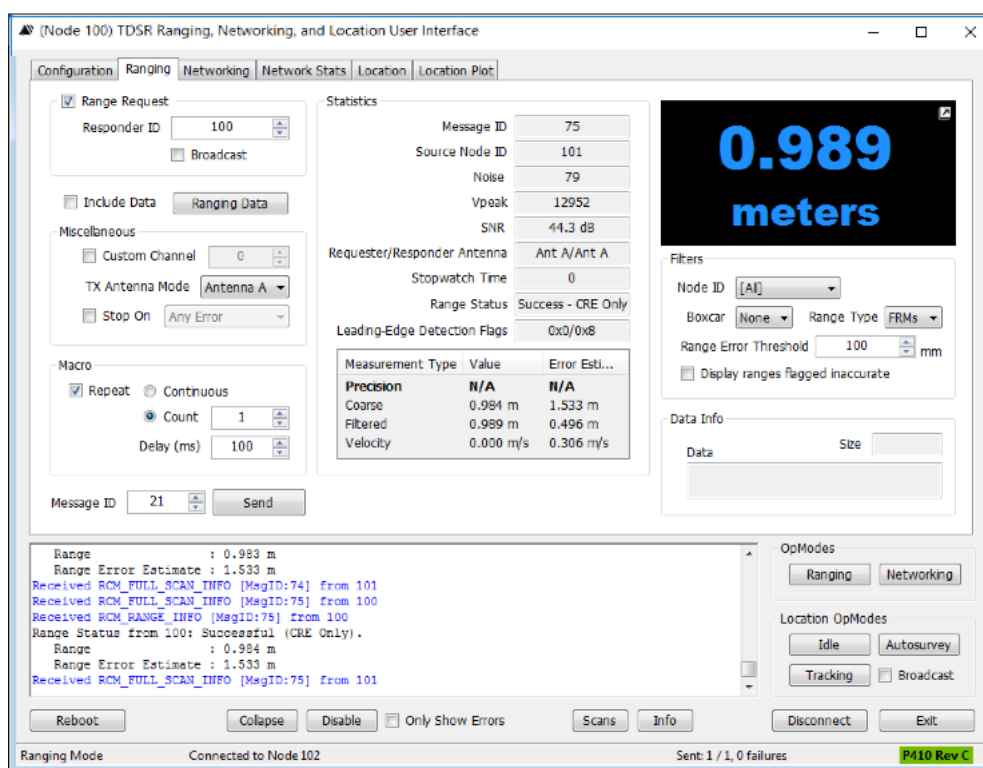 (Node 100) TDSR Ranging, Networking, and Location User Interface
Configuration Ranging Networking Network Stats Location Location Plot
Range Request
Responder ID 100
Broadcast
Include Data Ranging Data
Miscellaneous
Custom Channel 0
TX Antenna Mode Antenna A
Stop On Any Error
Macro
Repeat Continuous
Count 1
Delay (ms) 100
Message ID 21 Send
Statistics
Message ID 75
Source Node ID 101
Noise 79
Vpeak 12952
SNR 44.3 dB
Requester/Responder Antenna Ant A/Ant A
Stopwatch Time 0
Range Status Success - CRE Only
Leading-Edge Detection Flags 0x0/0x8
Measurement Type Value Error Esti...
Precision N/A N/A
Coarse 0.984 m 1.533 m
Filtered 0.989 m 0.496 m
Velocity 0.000 m/s 0.306 m/s
0.989
meters
Filters
Node ID [All]
Boxcar None Range Type FRMs
Range Error Threshold 100 mm
Display ranges flagged inaccurate
Data Info
Data Size
Range : 0.983 m
Range Error Estimate : 1.533 m
Received RCM_FULL_SCAN_INFO [MsgID:74] from 101
Received RCM_FULL_SCAN_INFO [MsgID:75] from 100
Received RCM_RANGE_INFO [MsgID:75] from 100
Range Status from 100: Successful (CRE Only).
Range : 0.984 m
Range Error Estimate : 1.533 m
Received RCM_FULL_SCAN_INFO [MsgID:75] from 101
OpModes
Ranging Networking
Location OpModes
Idle Autosurvey
Tracking Broadcast
Reboot Collapse Disable Only Show Errors Scans Info Disconnect Exit
Ranging Mode Connected to Node 102 Sent: 1 / 1, 0 failures P410 Rev C